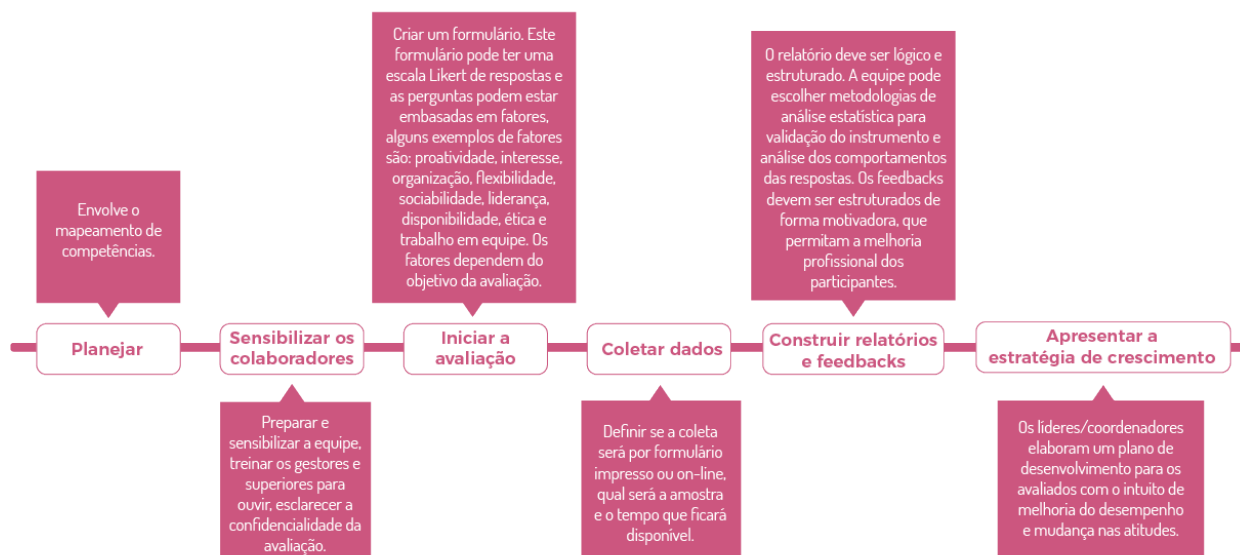 Envolve o
mapeamento de
competências.
Planejar
Sensibilizar os
colaboradores
Preparar e
sensibilizar a equipe,
treinar os gestores e
superiores para
ouvir, esclarecer a
confidencialidade da
avaliação.
Criar um formulário. Este
formulário pode ter uma
escala Likert de respostas e
as perguntas podem estar
embasadas em fatores,
alguns exemplos de fatores
são: proatividade, interesse,
organização, flexibilidade,
sociabilidade, liderança,
disponibilidade, ética e
trabalho em equipe. Os
fatores dependem do
objetivo da avaliação.
Iniciar a
avaliação
Coletar dados
Definir se a coleta
será por formulário
impresso ou on-line,
qual será a amostra
e o tempo que ficará
disponível.
O relatório deve ser lógico e
estruturado. A equipe pode
escolher metodologias de
análise estatística para
validação do instrumento e
análise dos comportamentos
das respostas. Os feedbacks
devem ser estruturados de
forma motivadora, que
permitam a melhoria
profissional dos
participantes.
Construir relatórios
e feedbacks
Apresentar a
estratégia de crescimento
Os líderes/coordenadores
elaboram um plano de
desenvolvimento para os
avaliados com o intuito de
melhoria do desempenho
e mudança nas atitudes.